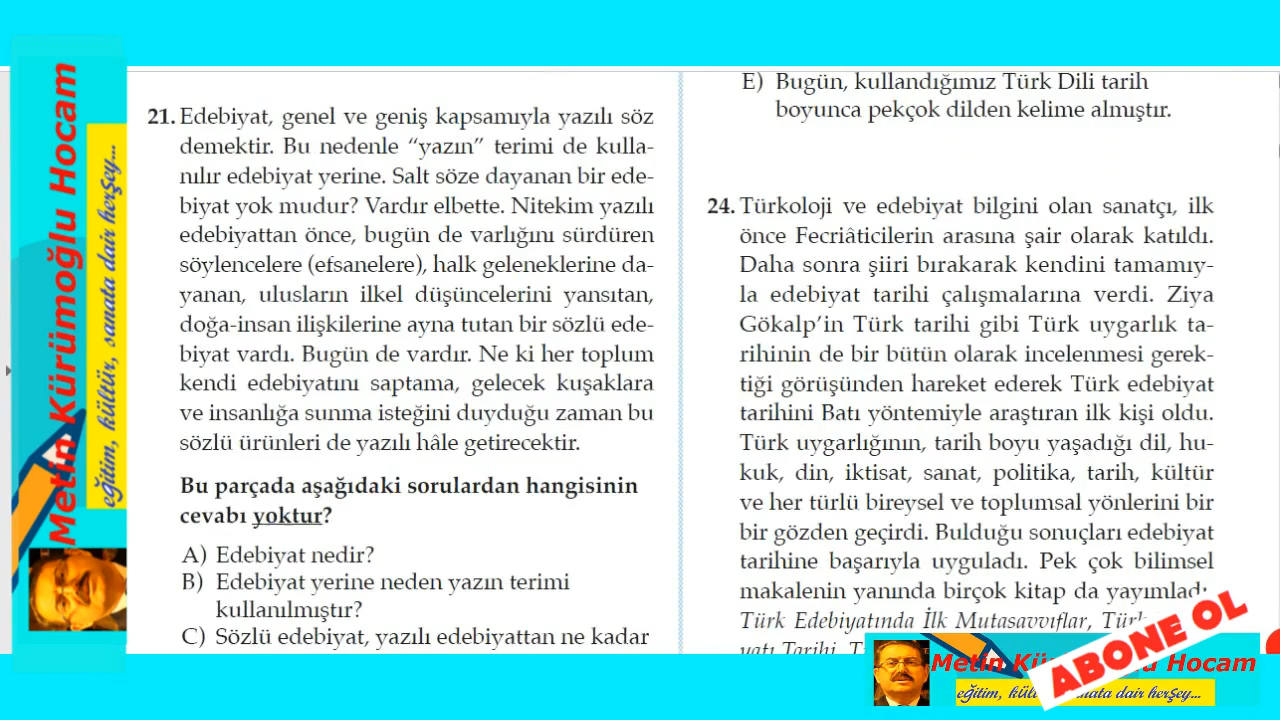 Metin Kürümoğlu Hocam
eğitim, kültür, sanata dair herşey...
21. Edebiyat, genel ve geniş kapsamıyla yazılı söz
demektir. Bu nedenle “yazın” terimi de kulla-
nılır edebiyat yerine. Salt söze dayanan bir ede-
biyat yok mudur? Vardır elbette. Nitekim yazılı
edebiyattan önce, bugün de varlığını sürdüren
söylencelere (efsanelere), halk geleneklerine da-
yanan, ulusların ilkel düşüncelerini yansıtan,
doğa-insan ilişkilerine ayna tutan bir sözlü ede-
biyat vardı. Bugün de vardır. Ne ki her toplum
kendi edebiyatını saptama, gelecek kuşaklara
ve insanlığa sunma isteğini duyduğu zaman bu
sözlü ürünleri de yazılı hâle getirecektir.
Bu parçada aşağıdaki sorulardan hangisinin
cevabı yoktur?
A) Edebiyat nedir?
B) Edebiyat yerine neden yazın terimi
kullanılmıştır?
C) Sözlü edebiyat, yazılı edebiyattan ne kadar
E) Bugün, kullandığımız Türk Dili tarih
boyunca pekçok dilden kelime almıştır.
24. Türkoloji ve edebiyat bilgini olan sanatçı, ilk
önce Fecriâticilerin arasına şair olarak katıldı.
Daha sonra şiiri bırakarak kendini tamamıy-
la edebiyat tarihi çalışmalarına verdi. Ziya
Gökalp’in Türk tarihi gibi Türk uygarlık ta-
rihinin de bir bütün olarak incelenmesi gerek-
tiği görüşünden hareket ederek Türk edebiyat
tarihini Batı yöntemiyle araştıran ilk kişi oldu.
Türk uygarlığının, tarih boyu yaşadığı dil, hu-
kuk, din, iktisat, sanat, politika, tarih, kültür
ve her türlü bireysel ve toplumsal yönlerini bir
bir gözden geçirdi. Bulduğu sonuçları edebiyat
tarihine başarıyla uyguladı. Pek çok bilimsel
makalenin yanında birçok kitap da yayımladı.
Türk Edebiyatında İlk Mutasavvıflar, Türk
yatı Tarihi,
Metin Hocam
eğitim, dair herşey...
ABONE OL